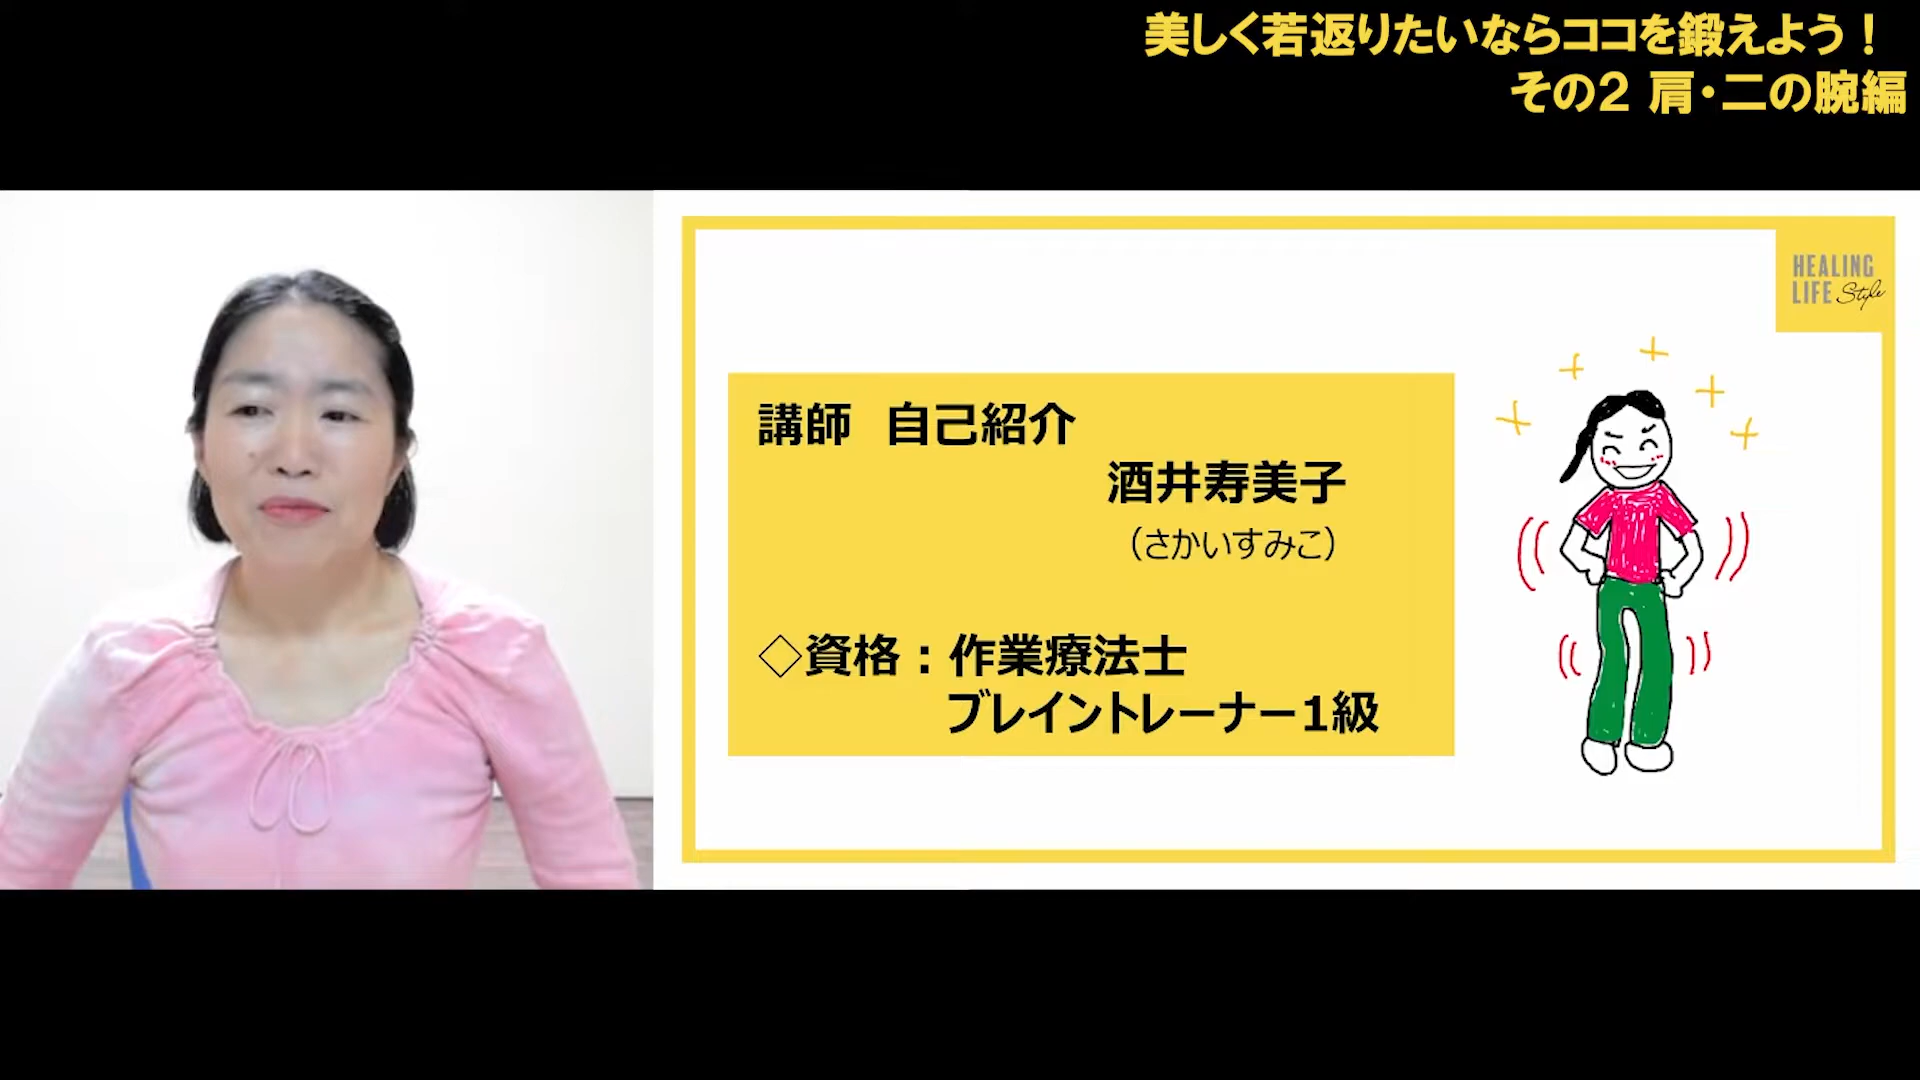 美しく若返りたいならココを鍛えよう！
その２ 肩・二の腕編
HEALING
LIFE Style
講師　自己紹介
酒井寿美子
（さかいすみこ）
◇資格：作業療法士
ブレイントレーナー1級